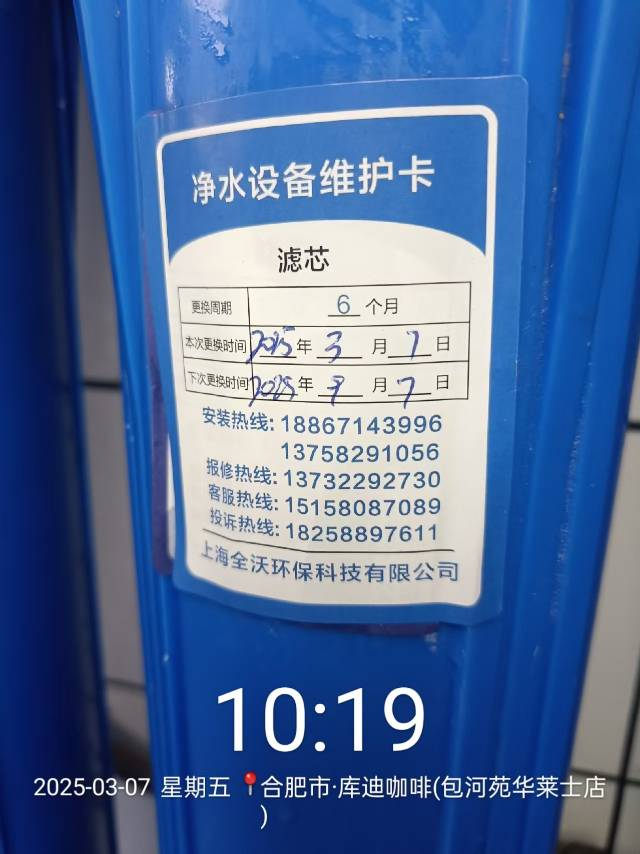 净水设备维护卡
滤芯
更换周期 6 个月
本次更换时间 2025 年 3 月 7 日
下次更换时间 2025 年 9 月 7 日
安装热线: 18867143996
13758291056
报修热线: 13732292730
客服热线: 15158087089
投诉热线: 18258897611
上海全沃环保科技有限公司
10:19
2025-03-07 星期五 📍合肥市·库迪咖啡(包河苑华莱士店
)